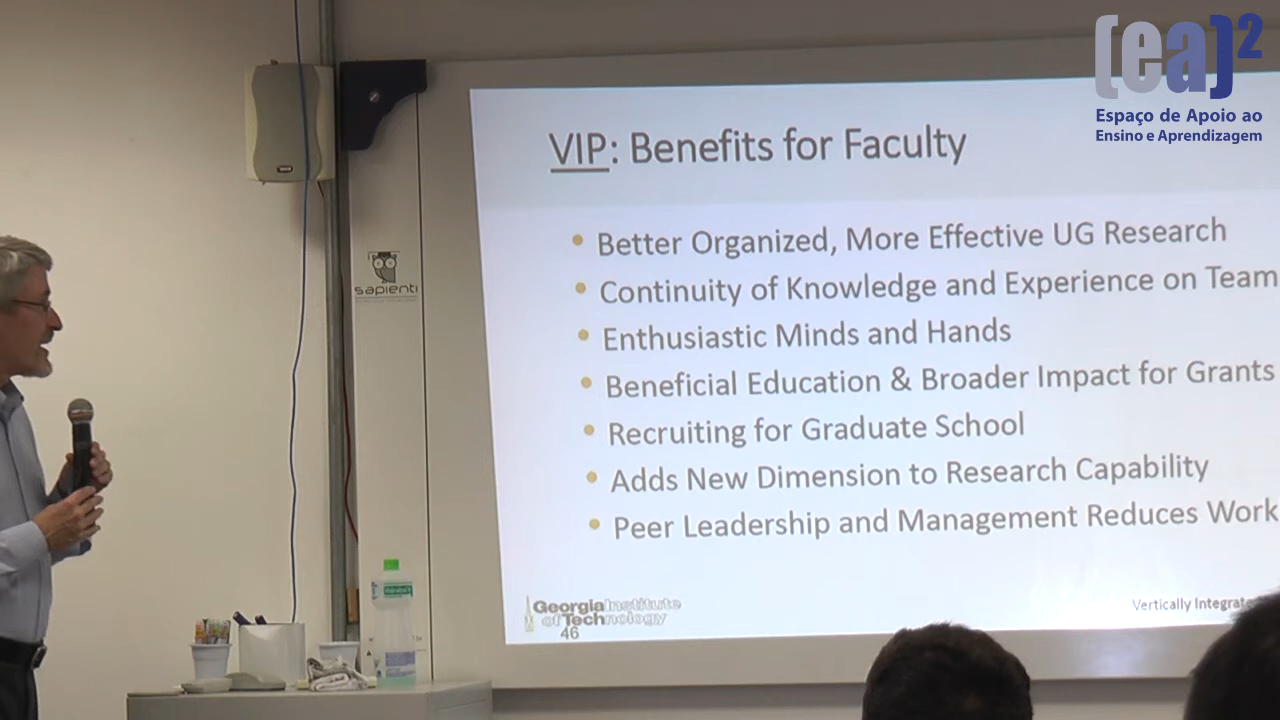 (ea)²
Espaço de Apoio ao
Ensino e Aprendizagem
VIP: Benefits for Faculty
Better Organized, More Effective UG Research
Continuity of Knowledge and Experience on Team
Enthusiastic Minds and Hands
Beneficial Education & Broader Impact for Grants
Recruiting for Graduate School
Adds New Dimension to Research Capability
Peer Leadership and Management Reduces Work
sapienti
Georgia Institute
of Technology
46
Vertically Integrate